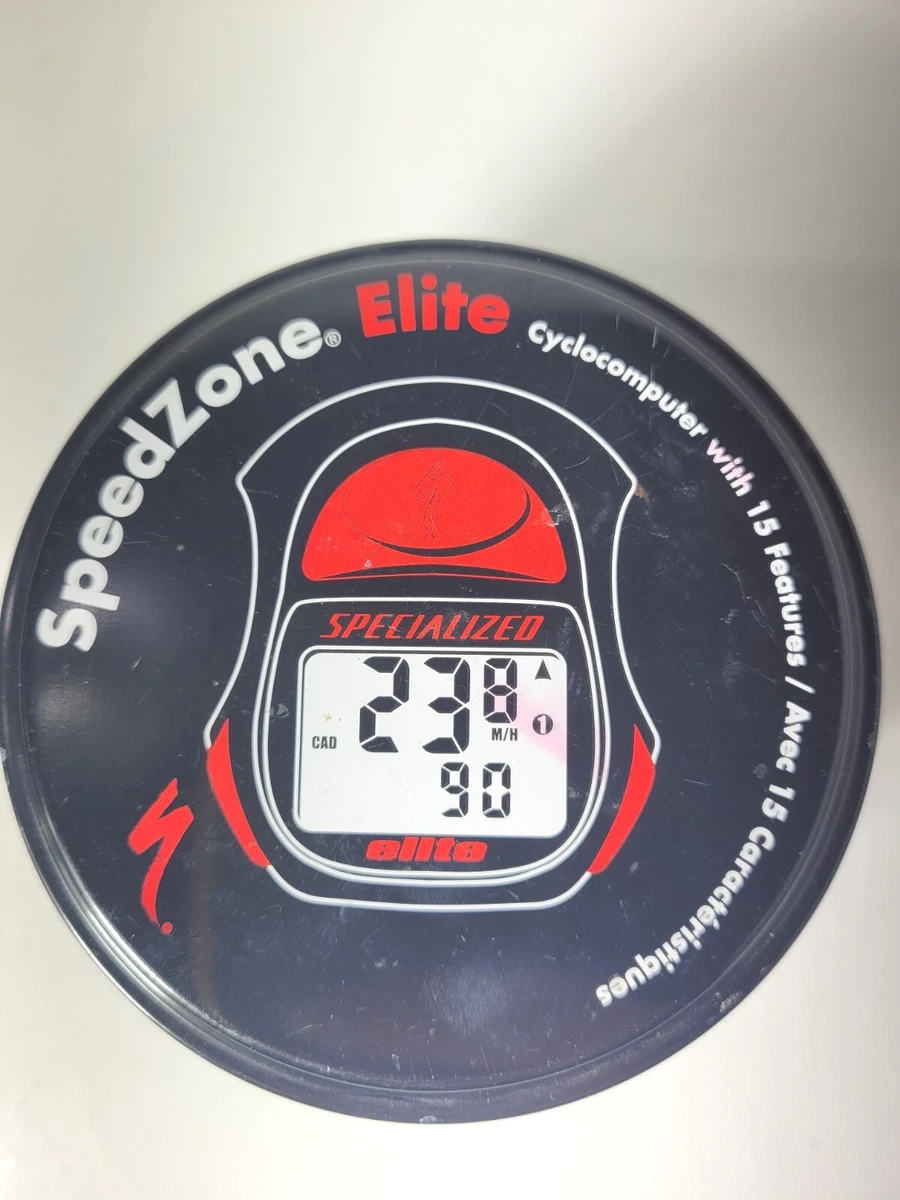 SpeedZone® Elite
Cyclocomputer with 15 Features / Avec 15 Caractéristiques
SPECIALIZED
238
M/H
1
CAD
90
elite